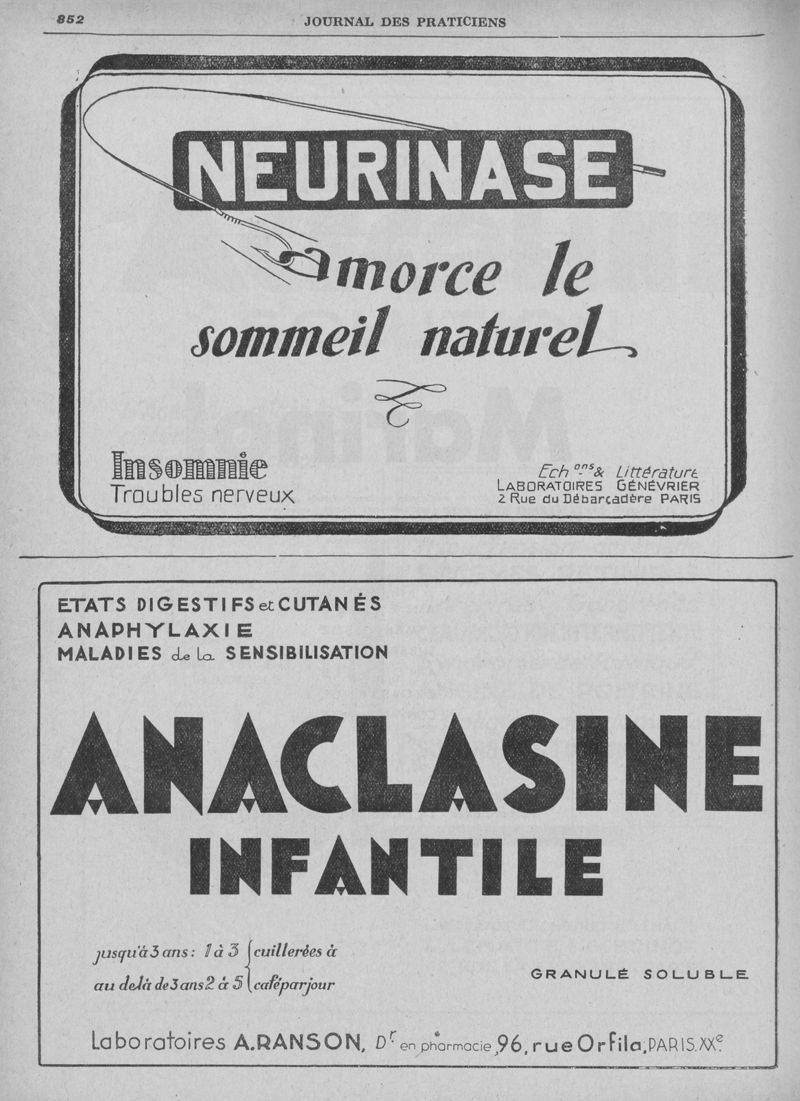 852
JOURNAL DES PRATICIENS
NEURINASE
amorce le
sommeil naturel
Insomnie
Troubles nerveux
Ech ons & Littérature
LABORATOIRES GÉNÉVRIER
2 Rue du Débarcadère PARIS
ETATS DIGESTIFS et CUTANÉS
ANAPHYLAXIE
MALADIES de la SENSIBILISATION
ANACLASINE
INFANTILE
jusqu'à 3 ans : 1 à 3 { cuillerées à
au delà de 3 ans 2 à 5 { café par jour
GRANULÉ SOLUBLE
Laboratoires A. RANSON, Dr en pharmacie, 96, rue Orfila, PARIS. XXe.